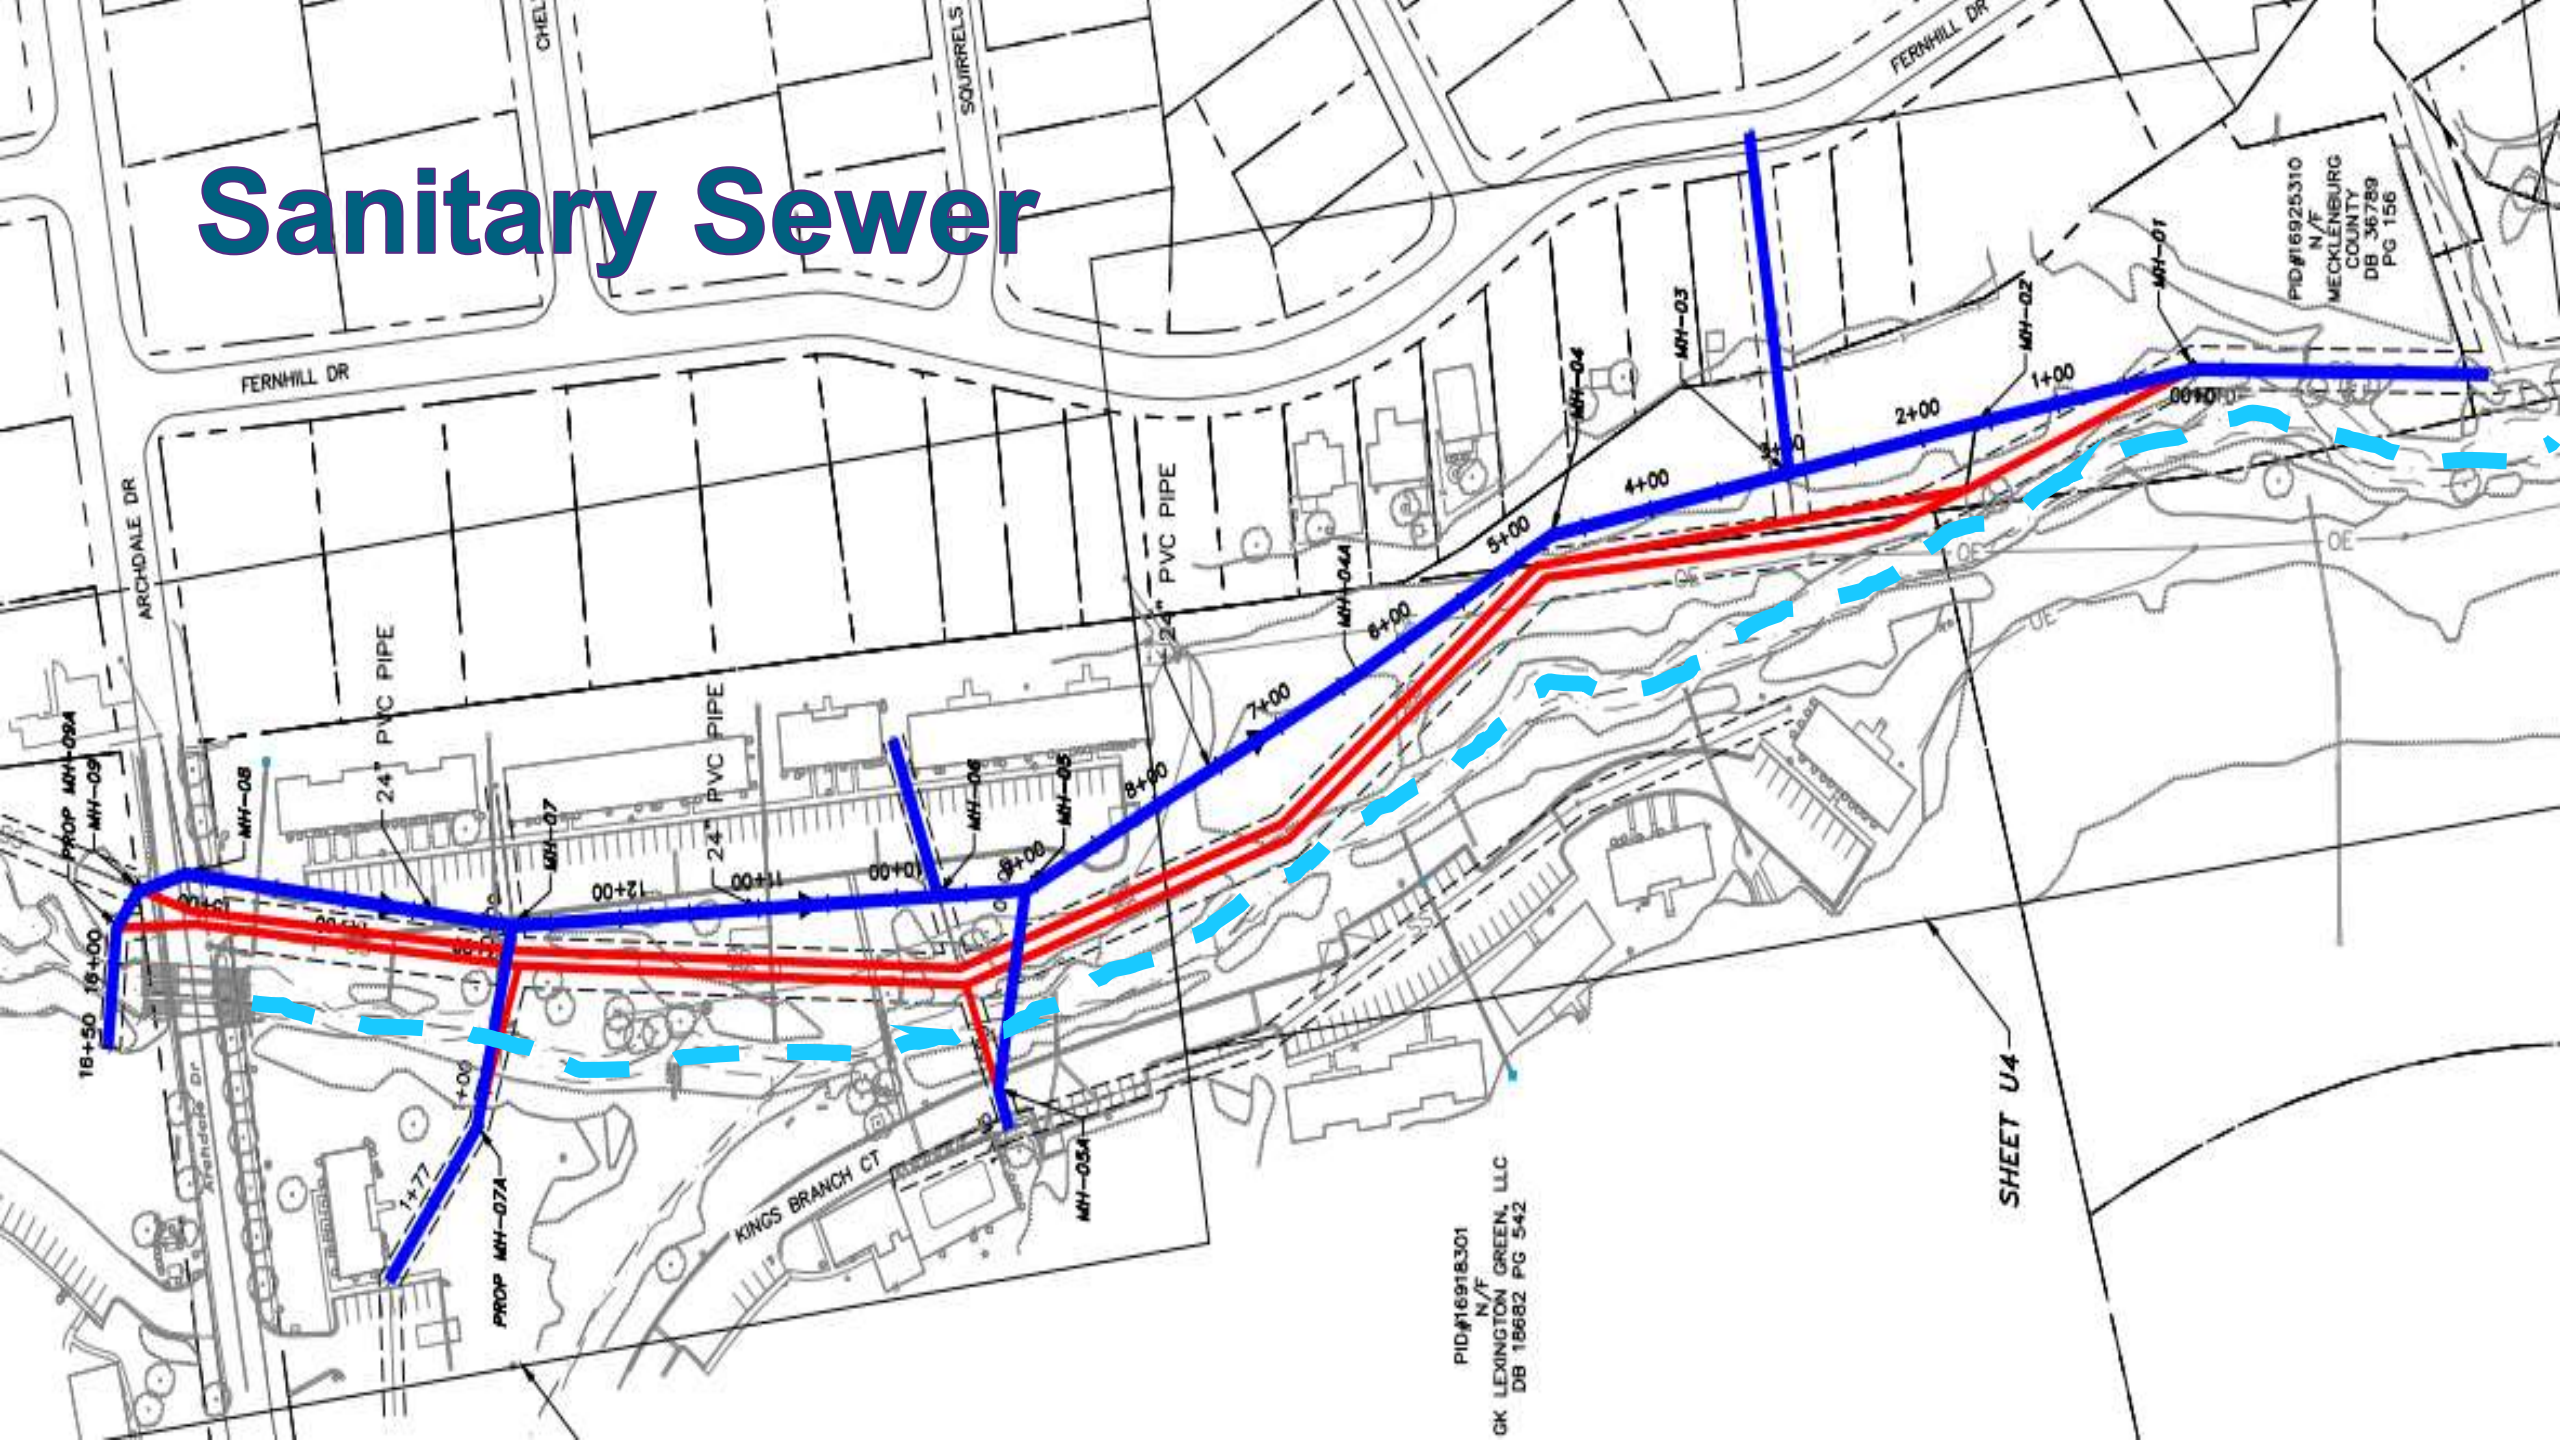 Sanitary Sewer
SQUIRRELS
FERNHILL DR
FERNHILL DR
ARCHDALE DR
PID#16925310
N/F
MECKLENBURG
COUNTY
DB 36789
PG 156
MH-01
MH-02
MH-03
MH-04
MH-04A
1+00
2+00
4+00
5+00
6+00
7+00
8+00
9+00
10+00
11+00
12+00
24" PVC PIPE
24" PVC PIPE
24" PVC PIPE
PROP MH-09A
MH-09
MH-08
MH-07
MH-06
MH-05
OE
OE
OE
OE
16+00
16+50
1+00
1+77
Archdale Dr
PROP MH-07A
MH-05A
KINGS BRANCH CT
PID#16918301
N/F
GK LEXINGTON GREEN, LLC
DB 18682 PG 542
SHEET U4